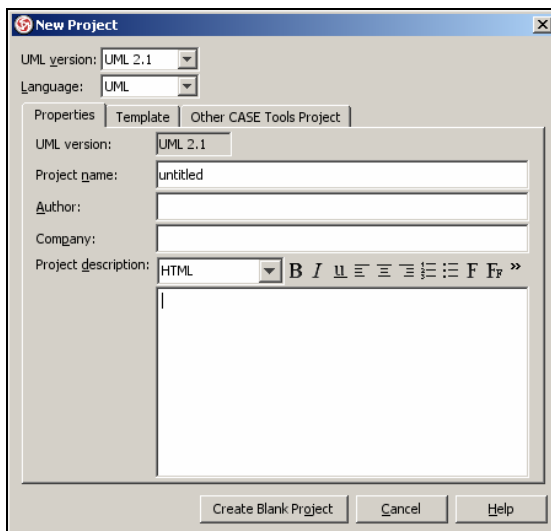 New Project
UML version: UML 2.1
Language: UML
Properties Template Other CASE Tools Project
UML version: UML 2.1
Project name: untitled
Author:
Company:
Project description: HTML B I u F FF »
Create Blank Project Cancel Help